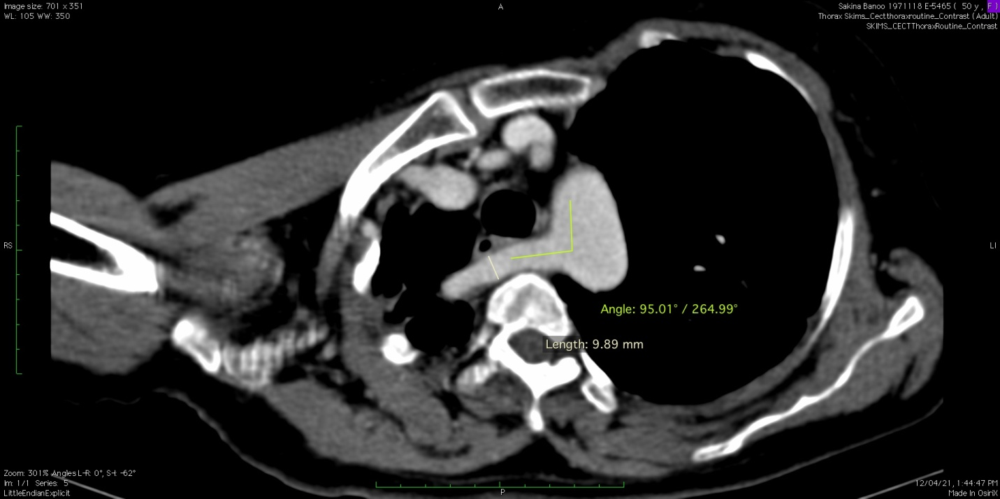 Image size: 701 x 351
WL: 105 WW: 350
A
Sakina Banoo 1971118 E-5465 ( 50 y , F )
Thorax Skims_Cectthoraxroutine_Contrast (Adult)
SKIMS_CECTThoraxRoutine_Contrast
RS
LI
Angle: 95.01° / 264.99°
Length: 9.89 mm
Zoom: 301% Angles L-R: 0°, S-I: -62°
Im: 1/1 Series: 5
LittleEndianExplicit
P
12/04/21, 1:44:47 PM
Made In OsiriX